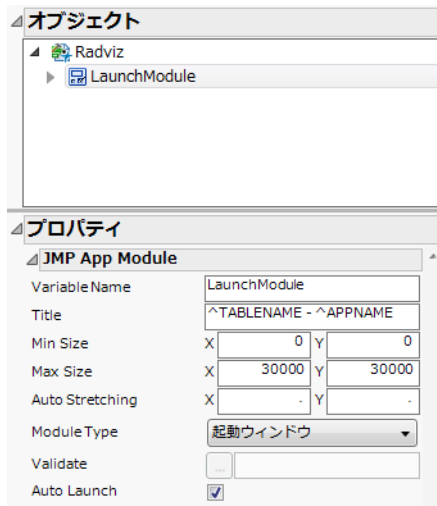 オブジェクト
Radviz
LaunchModule
プロパティ
JMP App Module
Variable Name LaunchModule
Title ^TABLENAME - ^APPNAME
Min Size X 0 Y 0
Max Size X 30000 Y 30000
Auto Stretching X . Y .
Module Type 起動ウィンドウ
Validate ...
Auto Launch